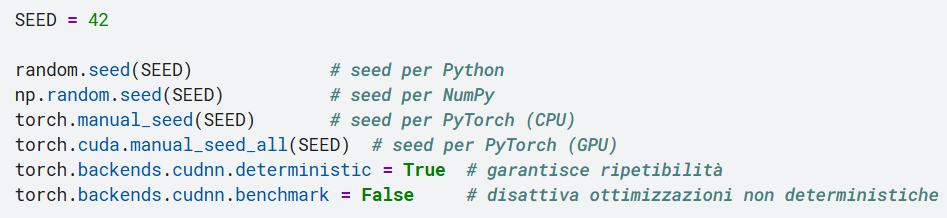 SEED = 42
random.seed(SEED) # seed per Python
np.random.seed(SEED) # seed per NumPy
torch.manual_seed(SEED) # seed per PyTorch (CPU)
torch.cuda.manual_seed_all(SEED) # seed per PyTorch (GPU)
torch.backends.cudnn.deterministic = True # garantisce ripetibilità
torch.backends.cudnn.benchmark = False # disattiva ottimizzazioni non deterministiche